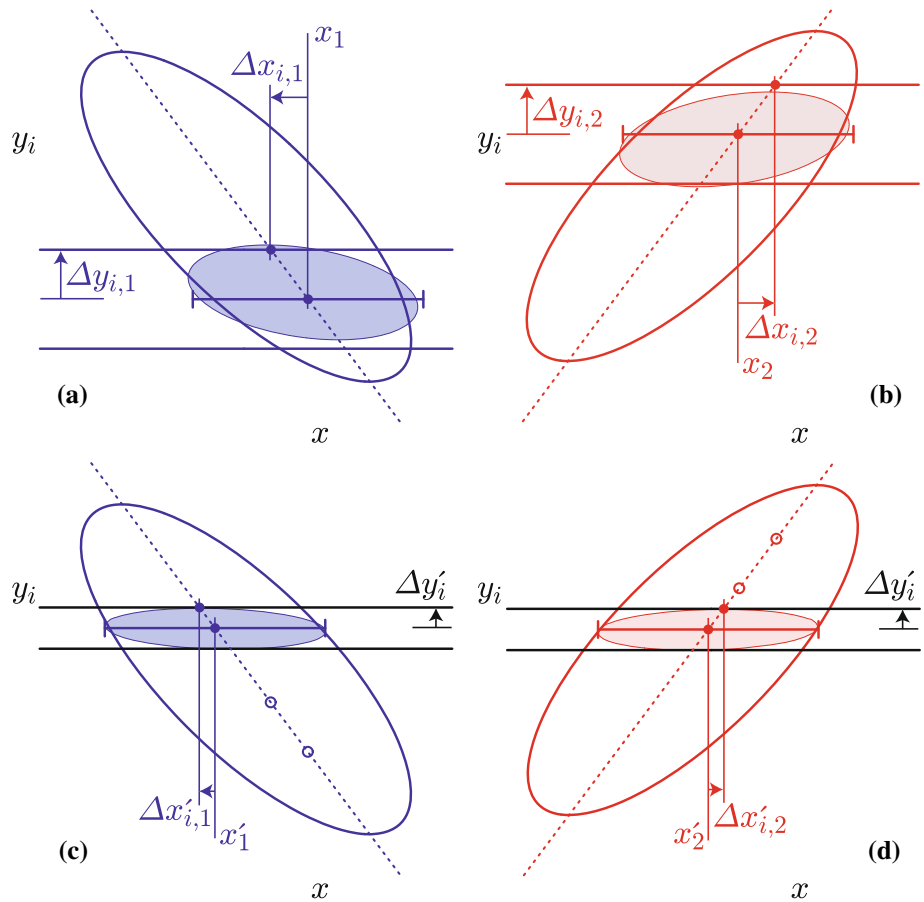 x₁
Δxᵢ,₁
yᵢ
Δyᵢ,₁
(a)
x
Δyᵢ,₂
yᵢ
Δxᵢ,₂
x₂
(b)
x
yᵢ
Δy′ᵢ
Δx′ᵢ,₁
x′₁
(c)
x
yᵢ
Δy′ᵢ
Δx′ᵢ,₂
x′₂
(d)
x